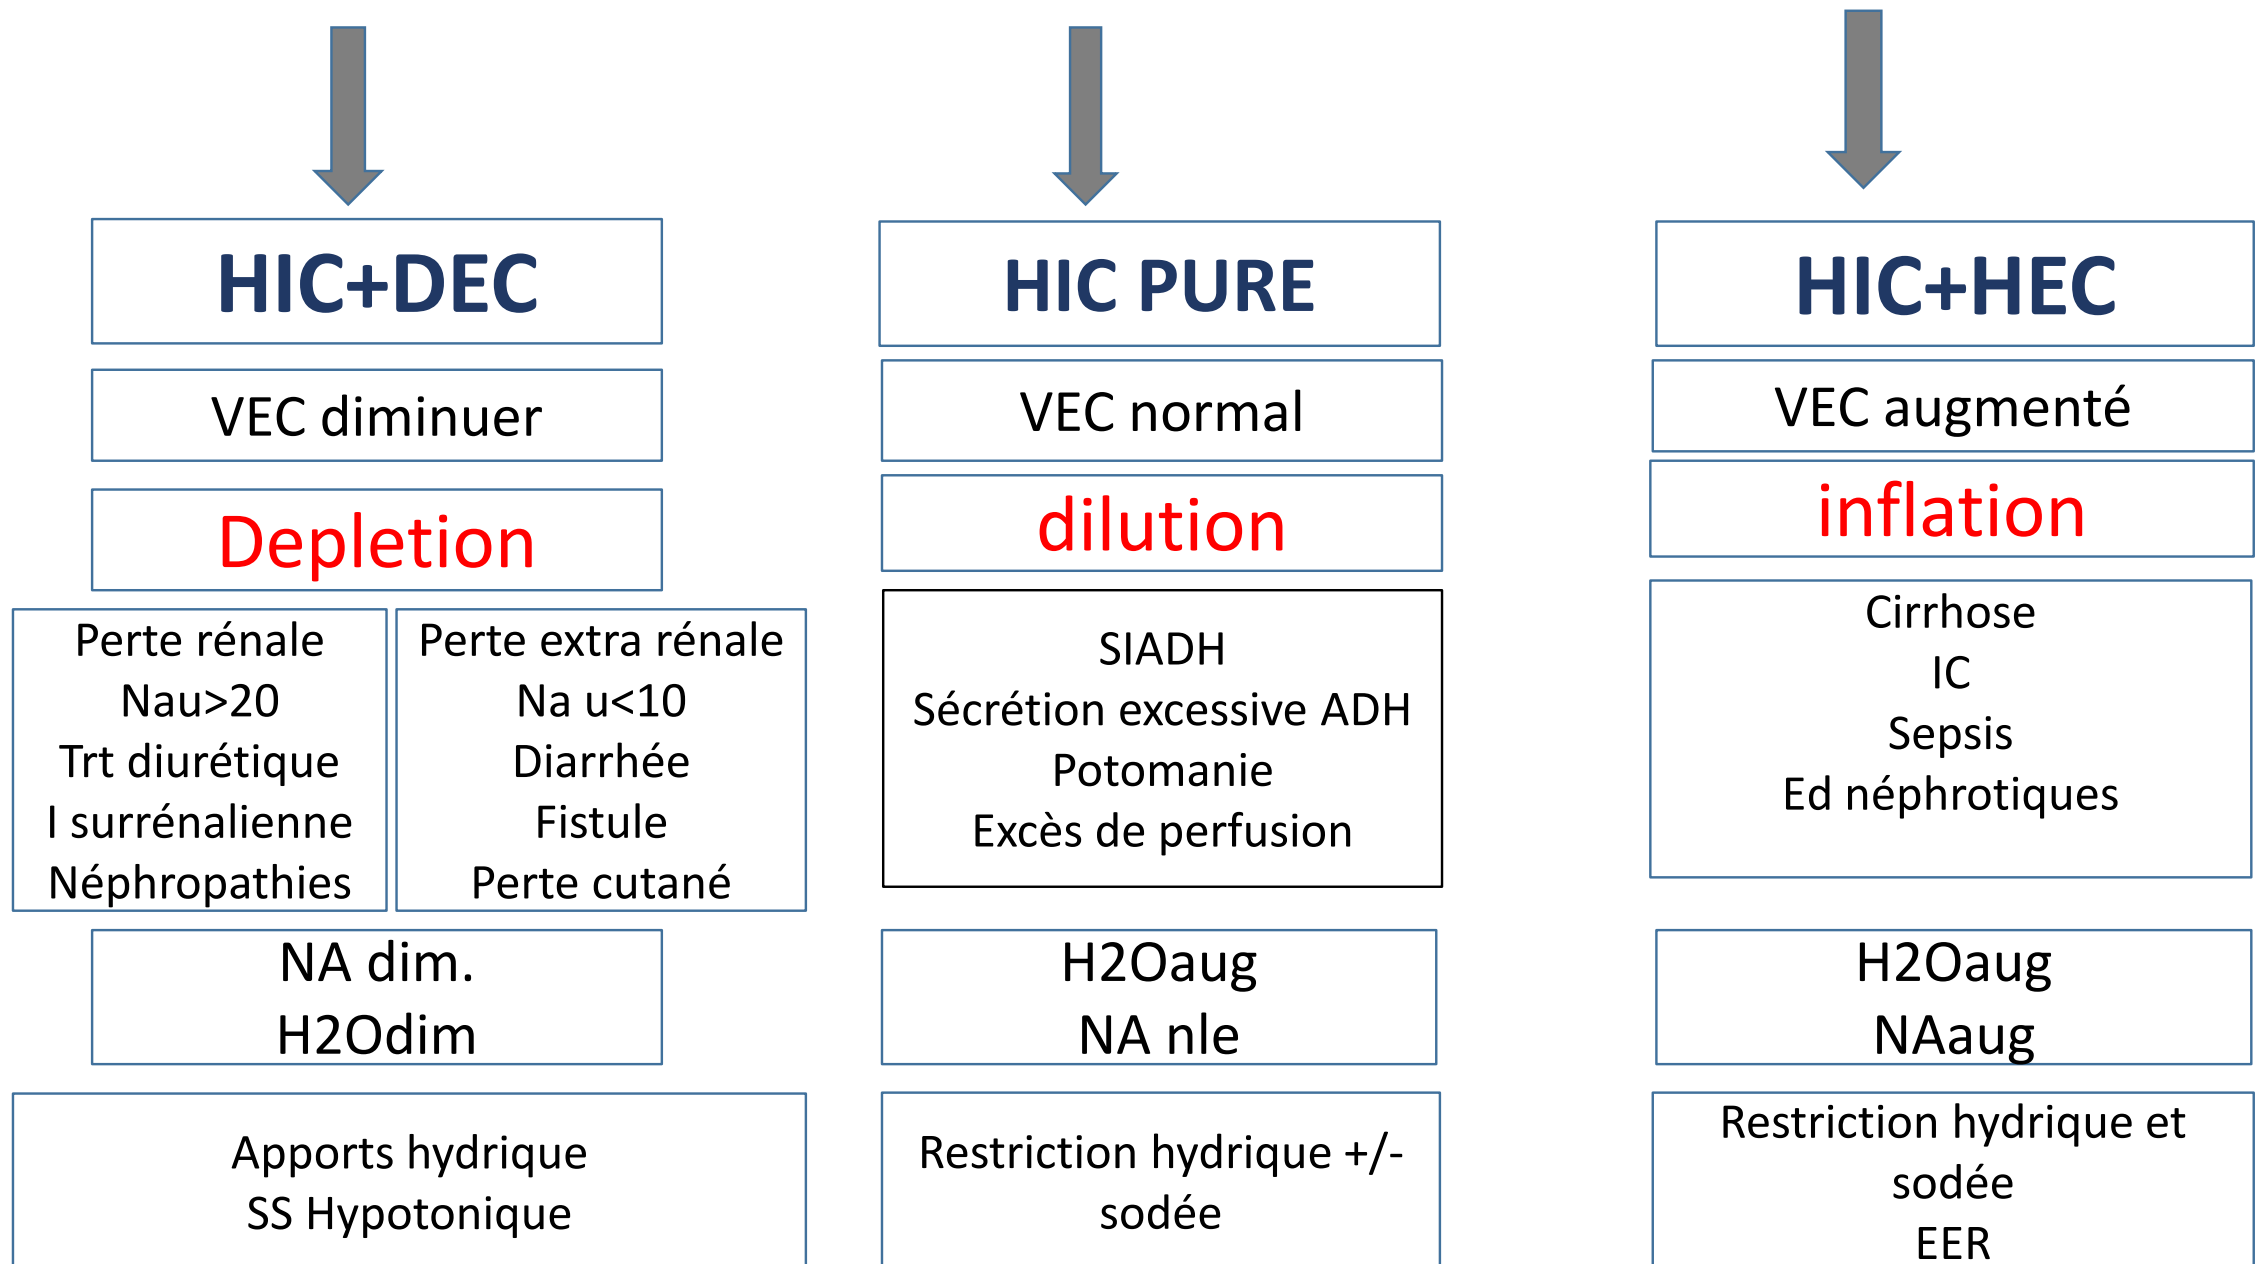 HIC+DEC
VEC diminuer
Depletion
Perte rénale
Nau>20
Trt diurétique
I surrénalienne
Néphropathies
Perte extra rénale
Na u<10
Diarrhée
Fistule
Perte cutané
NA dim.
H2Odim
Apports hydrique
SS Hypotonique
HIC PURE
VEC normal
dilution
SIADH
Sécrétion excessive ADH
Potomanie
Excès de perfusion
H2Oaug
NA nle
Restriction hydrique +/-
sodée
HIC+HEC
VEC augmenté
inflation
Cirrhose
IC
Sepsis
Ed néphrotiques
H2Oaug
NAaug
Restriction hydrique et
sodée
EER